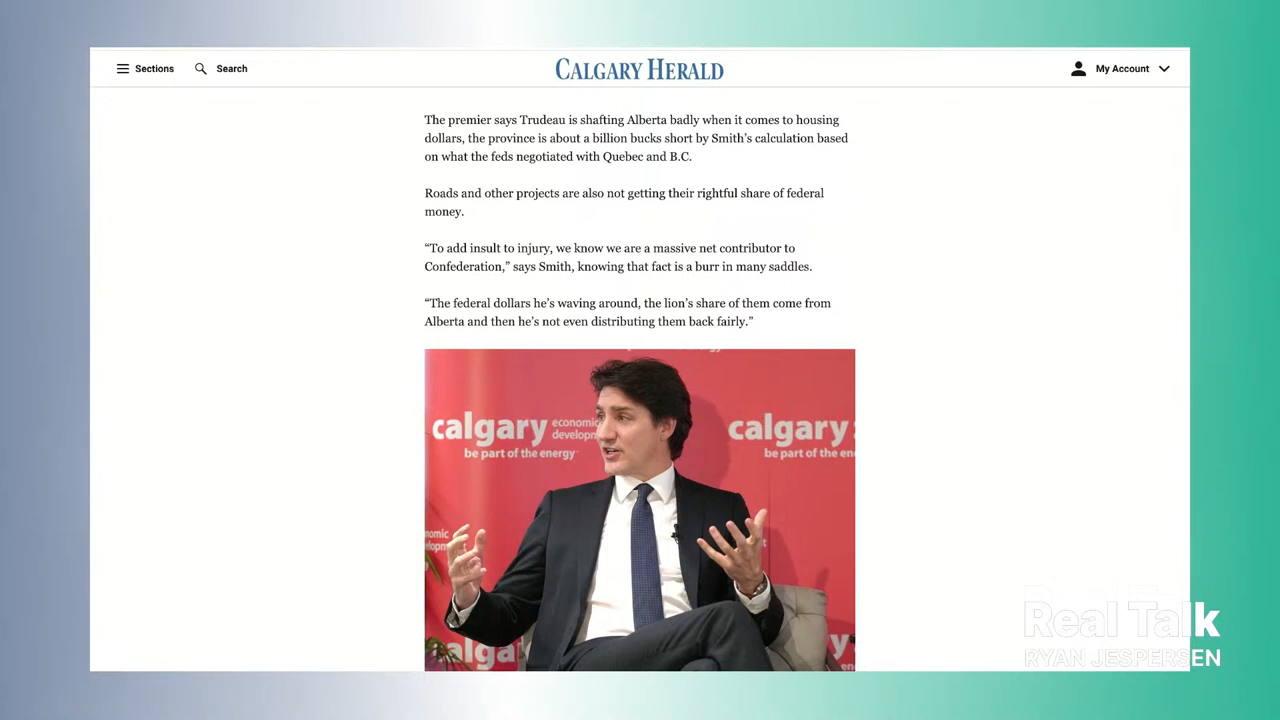 Sections
Search
CALGARY HERALD
My Account
The premier says Trudeau is shafting Alberta badly when it comes to housing
dollars, the province is about a billion bucks short by Smith’s calculation based
on what the feds negotiated with Quebec and B.C.
Roads and other projects are also not getting their rightful share of federal
money.
“To add insult to injury, we know we are a massive net contributor to
Confederation,” says Smith, knowing that fact is a burr in many saddles.
“The federal dollars he’s waving around, the lion’s share of them come from
Alberta and then he’s not even distributing them back fairly.”
calgary economic
be part of the energy
calgary
be part of the en
Real Talk
RYAN JESPERSEN